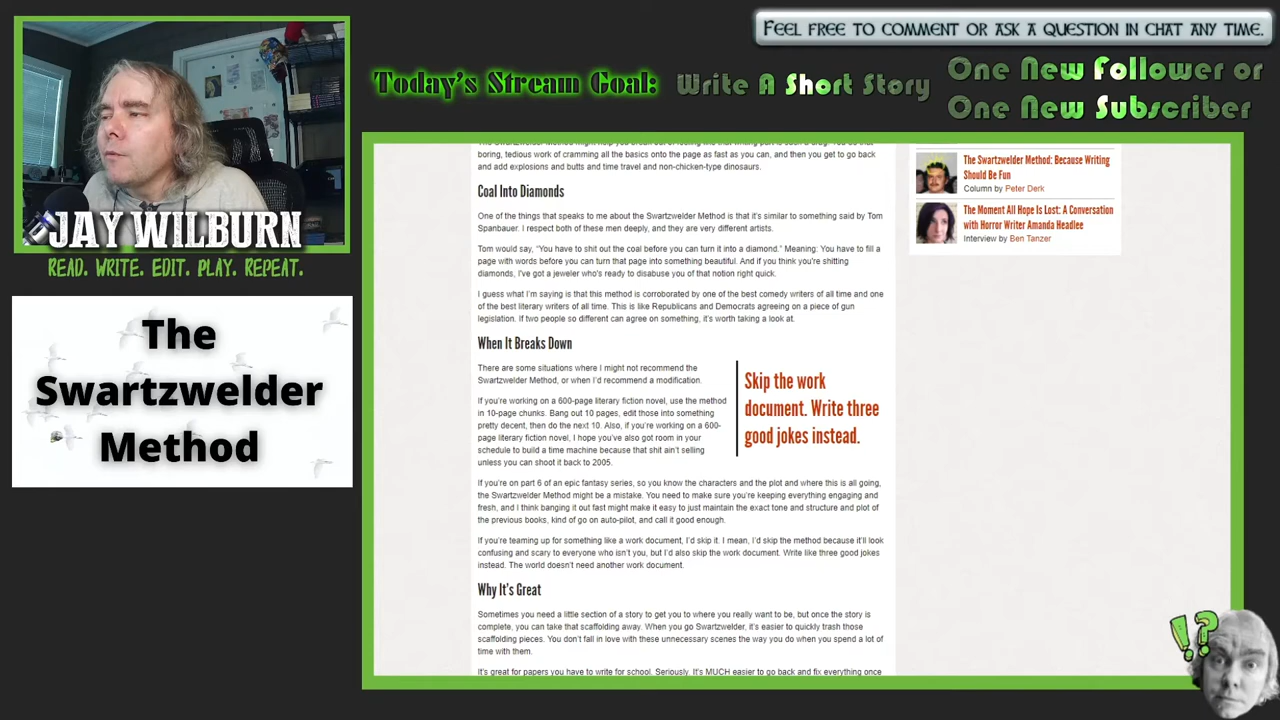 FEEL FREE TO COMMENT OR ASK A QUESTION IN CHAT ANY TIME.
Today's Stream Goal:
Write A Short Story
One New Follower or
One New Subscriber
JAY WILBURN
READ. WRITE. EDIT. PLAY. REPEAT.
The
Swartzwelder
Method
boring, tedious work of cramming all the basics onto the page as fast as you can, and then you get to go back
and add explosions and butts and time travel and non-chicken-type dinosaurs.
Coal Into Diamonds
One of the things that speaks to me about the Swartzwelder Method is that it's similar to something said by Tom
Spanbauer. I respect both of these men deeply, and they are very different artists.
Tom would say, “You have to shit out the coal before you can turn it into a diamond.” Meaning: You have to fill a
page with words before you can turn that page into something beautiful. And if you think you're shitting
diamonds, I've got a jeweler who's ready to disabuse you of that notion right quick.
I guess what I'm saying is that this method is corroborated by one of the best comedy writers of all time and one
of the best literary writers of all time. This is like Republicans and Democrats agreeing on a piece of gun
legislation. If two people so different can agree on something, it's worth taking a look at.
When It Breaks Down
There are some situations where I might not recommend the
Swartzwelder Method, or when I'd recommend a modification.
If you're working on a 600-page literary fiction novel, use the method
in 10-page chunks. Bang out 10 pages, edit those into something
pretty decent, then do the next 10. Also, if you're working on a 600-
page literary fiction novel, I hope you've also got room in your
schedule to build a time machine because that shit ain't selling
unless you can shoot it back to 2005.
Skip the work
document. Write three
good jokes instead.
If you're on part 6 of an epic fantasy series, so you know the characters and the plot and where this is all going,
the Swartzwelder Method might be a mistake. You need to make sure you're keeping everything engaging and
fresh, and I think banging it out fast might make it easy to just maintain the exact tone and structure and plot of
the previous books, kind of go on auto-pilot, and call it good enough.
If you're teaming up for something like a work document, I'd skip it. I mean, I'd skip the method because it'll look
confusing and scary to everyone who isn't you, but I'd also skip the work document. Write like three good jokes
instead. The world doesn't need another work document.
Why It's Great
Sometimes you need a little section of a story to get you to where you really want to be, but once the story is
complete, you can take that scaffolding away. When you go Swartzwelder, it's easier to quickly trash those
scaffolding pieces. You don't fall in love with these unnecessary scenes the way you do when you spend a lot of
time with them.
It's great for papers you have to write for school. Seriously. It's MUCH easier to go back and fix everything once
The Swartzwelder Method: Because Writing
Should Be Fun
Column by Peter Derk
The Moment All Hope Is Lost: A Conversation
with Horror Writer Amanda Headlee
Interview by Ben Tanzer
!?